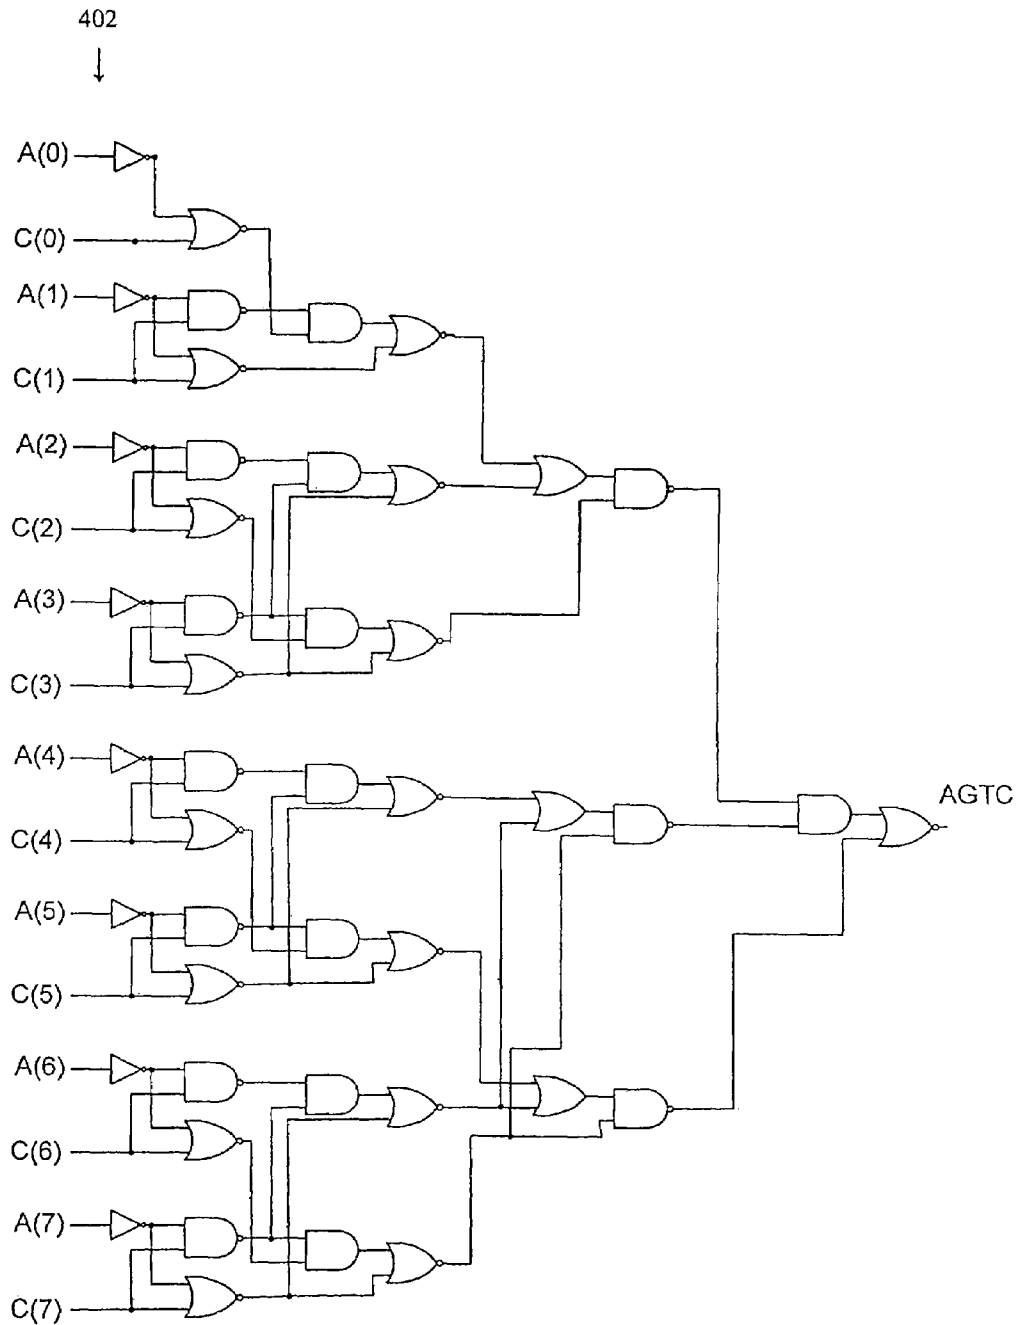 402
A(0)
C(0)
A(1)
C(1)
A(2)
C(2)
A(3)
C(3)
A(4)
AGTC
C(4)
A(5)
C(5)
A(6)
C(6)
A(7)
C(7)